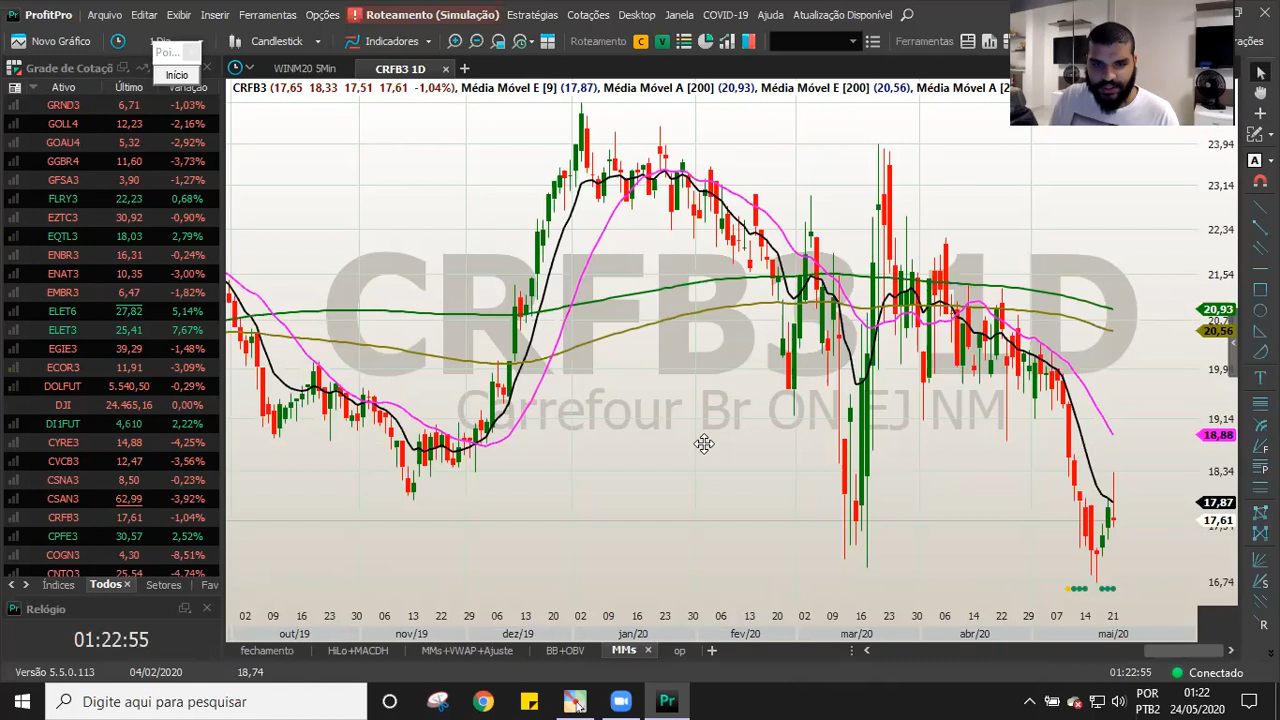 ProfitPro Arquivo Editar Exibir Inserir Ferramentas Opções Roteamento (Simulação) Estratégias Cotações Desktop Janela COVID-19 Ajuda Atualização Disponível
Novo Gráfico 1 Dia Candlestick Indicadores Roteamento C V Ferramentas
Poi...
Início
Grade de Cotaçõ
WINM20 5Min CRFB3 1D
Ativo Último Variação
CRFB3 (17,65 18,33 17,51 17,61 -1,04%), Média Móvel E [9] (17,87), Média Móvel A [200] (20,93), Média Móvel E [200] (20,56), Média Móvel A [2
GRND3 6,71 -1,03%
GOLL4 12,23 -2,16%
GOAU4 5,32 -2,92%
GGBR4 11,60 -3,73%
GFSA3 3,90 -1,27%
FLRY3 22,23 0,68%
EZTC3 30,92 -0,90%
EQTL3 18,03 2,79%
ENBR3 16,31 -0,24%
ENAT3 10,35 -3,00%
EMBR3 6,47 -1,82%
ELET6 27,82 5,14%
ELET3 25,41 7,67%
EGIE3 39,29 -1,48%
ECOR3 11,91 -3,09%
DOLFUT 5.540,50 -0,29%
DJI 24.465,16 0,00%
DI1FUT 4,610 2,22%
CYRE3 14,88 -4,25%
CVCB3 12,47 -3,56%
CSNA3 8,50 -0,23%
CSAN3 62,99 -3,92%
CRFB3 17,61 -1,04%
CPFE3 30,57 2,52%
COGN3 4,30 -8,51%
CNTO3 25,54 -4,74%
CRFB3 1D
Carrefour Br ON EJ NM
23,94
23,14
22,34
21,54
20,93
20,56
19,14
18,88
18,34
17,87
17,61
16,74
02 09 16 23 30 06 13 22 29 06 13 20 30 06 13 20 02 09 16 23 30 06 14 22 29 07 14 21
out/19 nov/19 dez/19 jan/20 fev/20 mar/20 abr/20 mai/20
Índices Todos Setores Fav
fechamento HiLo+MACDH MMs+VWAP+Ajuste BB+OBV MMs op
Relógio
01:22:55
Versão 5.5.0.113 04/02/2020 18,74 01:22:55 Conectado
Digite aqui para pesquisar
POR
PTB2
01:22
24/05/2020